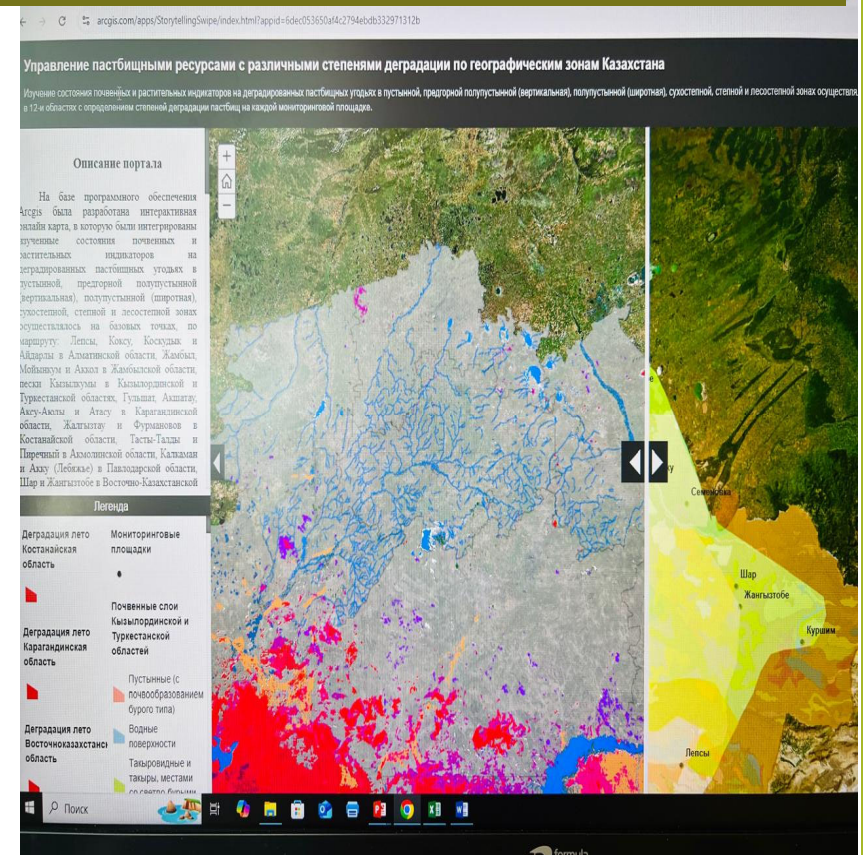 arcgis.com/apps/StorytellingSwipe/index.html?appid=6dec053650af4c2794ebdb332971312b
Управление пастбищными ресурсами с различными степенями деградации по географическим зонам Казахстана
Изучение состояния почвенных и растительных индикаторов на деградированных пастбищных угодьях в пустынной, предгорной полупустынной (вертикальная), полупустынной (широтная), сухостепной, степной и лесостепной зонах осуществля
в 12-и областях с определением степеней деградации пастбищ на каждой мониторинговой площадке.
Описание портала
На базе программного обеспечения
Arcgis была разработана интерактивная
онлайн карта, в которую были интегрированы
изученные состояния почвенных и
растительных индикаторов на
деградированных пастбищных угодьях в
пустынной, предгорной полупустынной
(вертикальная), полупустынной (широтная),
сухостепной, степной и лесостепной зонах
осуществлялось на базовых точках, по
маршруту: Лепсы, Коксу, Коскудык и
Айдарлы в Алматинской области, Жамбыл,
Мойынкум и Аккол в Жамбылской области,
пески Кызылкумы в Кызылординской и
Туркестанской областях, Гульшат, Акшатау,
Аксу-Аюлы и Атасу в Карагандинской
области, Жалгызтау и Фурмановов в
Костанайской области, Тасты-Талды и
Пиречный в Акмолинской области, Калкаман
и Акку (Лебяжье) в Павлодарской области,
Шар и Жангызтобе в Восточно-Казахстанской
Легенда
Деградация лето
Костанайская
область
Деградация лето
Карагандинская
область
Деградация лето
Восточноказахстанс
область
Мониторинговые
площадки
Почвенные слои
Кызылординской и
Туркестанской
областей
Пустынные (с
почвообразованием
бурого типа)
Водные
поверхности
Такыровидные и
такыры, местами
со светло бурыми
Семеновка
Шар
Жангызтобе
Куршим
Лепсы
Поиск
formula